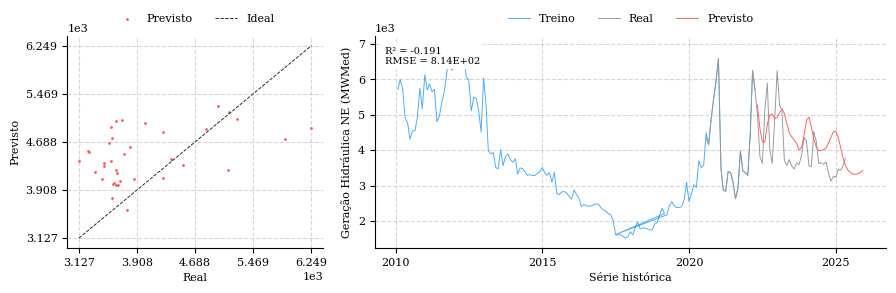 Previsto Ideal
1e3
6.249
5.469
4.688
3.908
3.127
Previsto
3.127 3.908 4.688 5.469 6.249
1e3
Real
Treino Real Previsto
1e3
R² = -0.191
RMSE = 8.14E+02
7
6
5
4
3
2
Geração Hidráulica NE (MWMed)
2010 2015 2020 2025
Série histórica